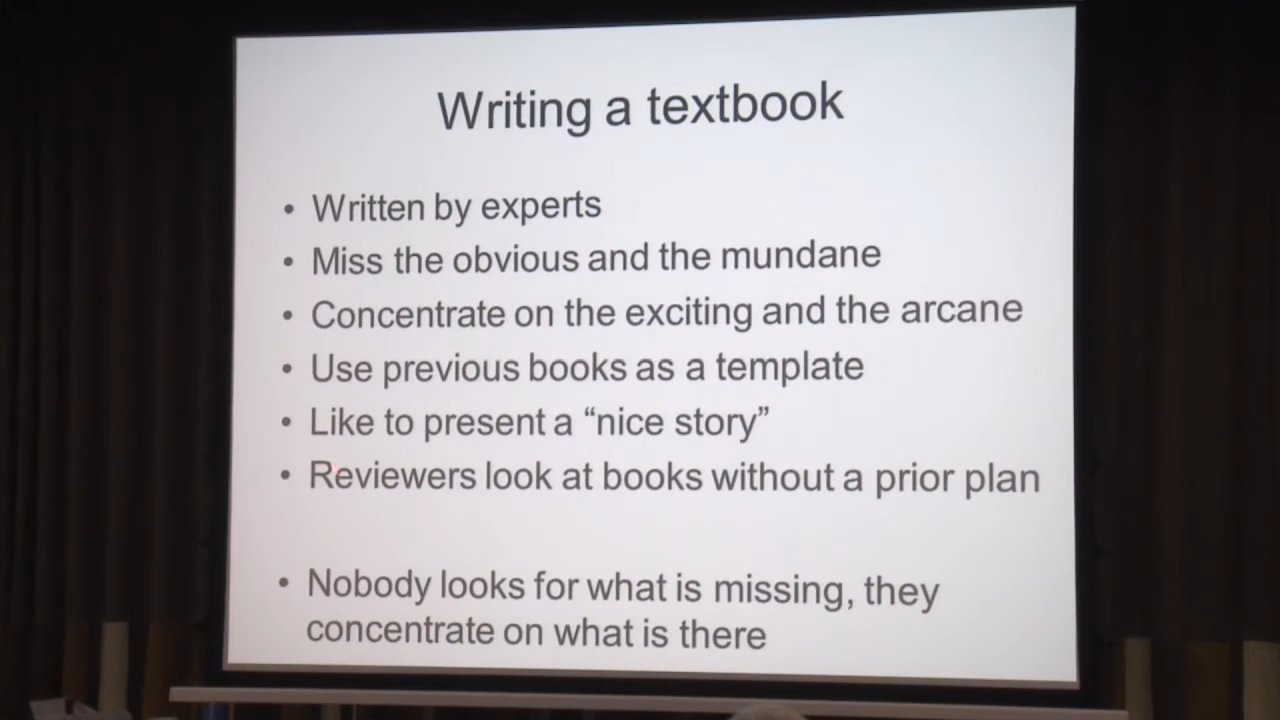 Writing a textbook
• Written by experts
• Miss the obvious and the mundane
• Concentrate on the exciting and the arcane
• Use previous books as a template
• Like to present a “nice story”
• Reviewers look at books without a prior plan
• Nobody looks for what is missing, they
concentrate on what is there